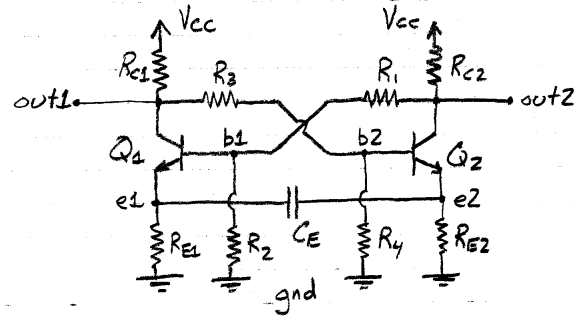 Vcc Vcc
RC1 R3 R1 RC2
out1 out2
Q1 b1 b2 Q2
e1 e2
RE1 R2 CE R4 RE2
gnd